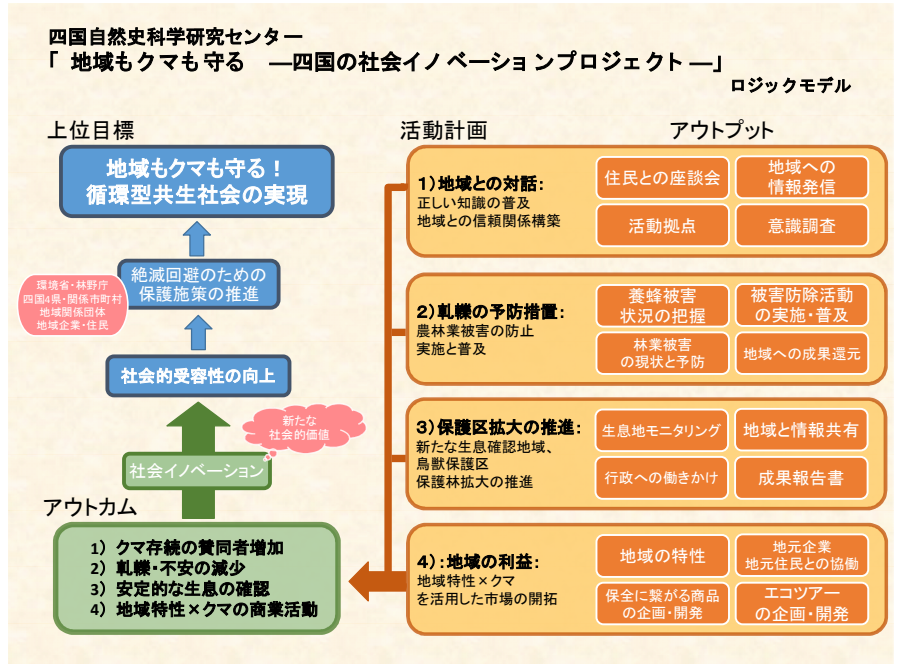 四国自然史科学研究センター
「 地域もクマも守る　―四国の社会イノベーションプロジェクト ―」
ロジックモデル
上位目標
地域もクマも守る！
循環型共生社会の実現
絶滅回避のための
保護施策の推進
環境省・林野庁
四国4県・関係市町村
地域関係団体
地域企業・住民
社会的受容性の向上
新たな
社会的価値
社会イノベーション
アウトカム
1） クマ存続の賛同者増加
2） 軋轢・不安の減少
3） 安定的な生息の確認
4） 地域特性×クマの商業活動
活動計画
アウトプット
1）地域との対話：
正しい知識の普及
地域との信頼関係構築
住民との座談会
地域への
情報発信
活動拠点
意識調査
2）軋轢の予防措置：
農林業被害の防止
実施と普及
養蜂被害
状況の把握
被害防除活動
の実施・普及
林業被害
の現状と予防
地域への成果還元
3）保護区拡大の推進：
新たな生息確認地域、
鳥獣保護区
保護林拡大の推進
生息地モニタリング
地域と情報共有
行政への働きかけ
成果報告書
4）：地域の利益：
地域特性×クマ
を活用した市場の開拓
地域の特性
地元企業
地元住民との協働
保全に繋がる商品
の企画・開発
エコツアー
の企画・開発